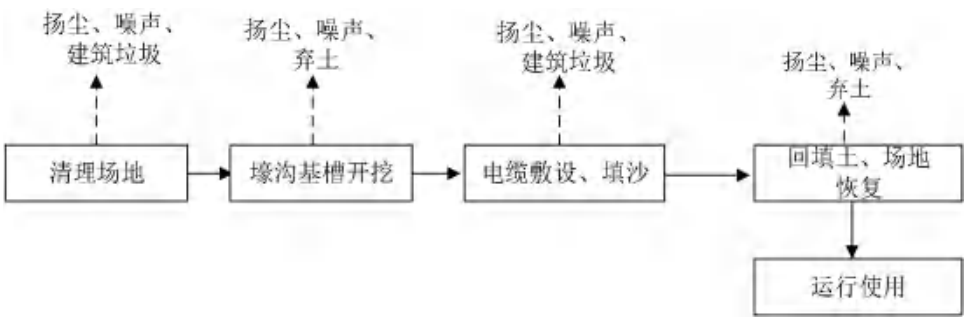 扬尘、噪声、
建筑垃圾
扬尘、噪声、
弃土
扬尘、噪声、
建筑垃圾
扬尘、噪声、
弃土
清理场地
壕沟基槽开挖
电缆敷设、填沙
回填土、场地
恢复
运行使用